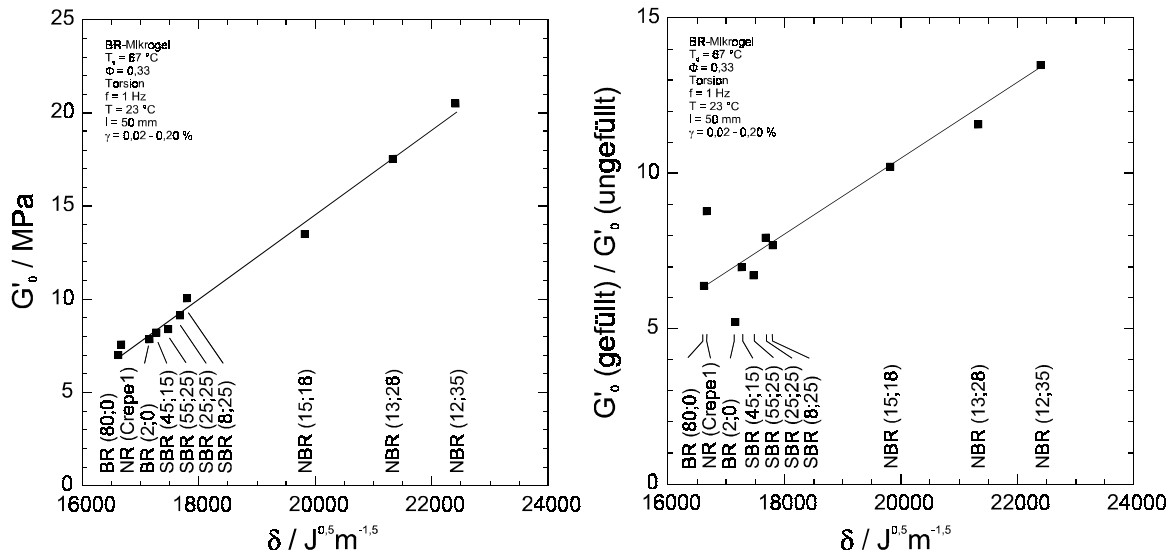 25
20
15
10
5
0
G'₀ / MPa
BR-Mikrogel
T_g = 67 °C
Φ = 0,33
Torsion
f = 1 Hz
T = 23 °C
l = 50 mm
γ = 0,02 - 0,20 %
BR (80;0)
NR (Crepe1)
BR (2;0)
SBR (45;15)
SBR (55;25)
SBR (25;25)
SBR (8;25)
NBR (15;18)
NBR (13;28)
NBR (12;35)
16000 18000 20000 22000 24000
δ / J^0,5 m^-1,5
15
10
5
0
G'₀ (gefüllt) / G'₀ (ungefüllt)
BR-Mikrogel
T_g = 67 °C
Φ = 0,33
Torsion
f = 1 Hz
T = 23 °C
l = 50 mm
γ = 0,02 - 0,20 %
BR (80;0)
NR (Crepe1)
BR (2;0)
SBR (45;15)
SBR (55;25)
SBR (25;25)
SBR (8;25)
NBR (15;18)
NBR (13;28)
NBR (12;35)
16000 18000 20000 22000 24000
δ / J^0,5 m^-1,5